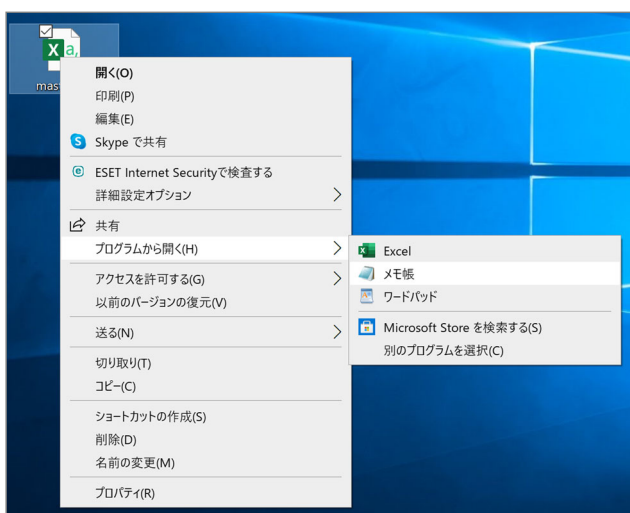 X a,
mas
開く(O)
印刷(P)
編集(E)
Skype で共有
ESET Internet Securityで検査する
詳細設定オプション
共有
プログラムから開く(H)
アクセスを許可する(G)
以前のバージョンの復元(V)
送る(N)
切り取り(T)
コピー(C)
ショートカットの作成(S)
削除(D)
名前の変更(M)
プロパティ(R)
Excel
メモ帳
ワードパッド
Microsoft Store を検索する(S)
別のプログラムを選択(C)